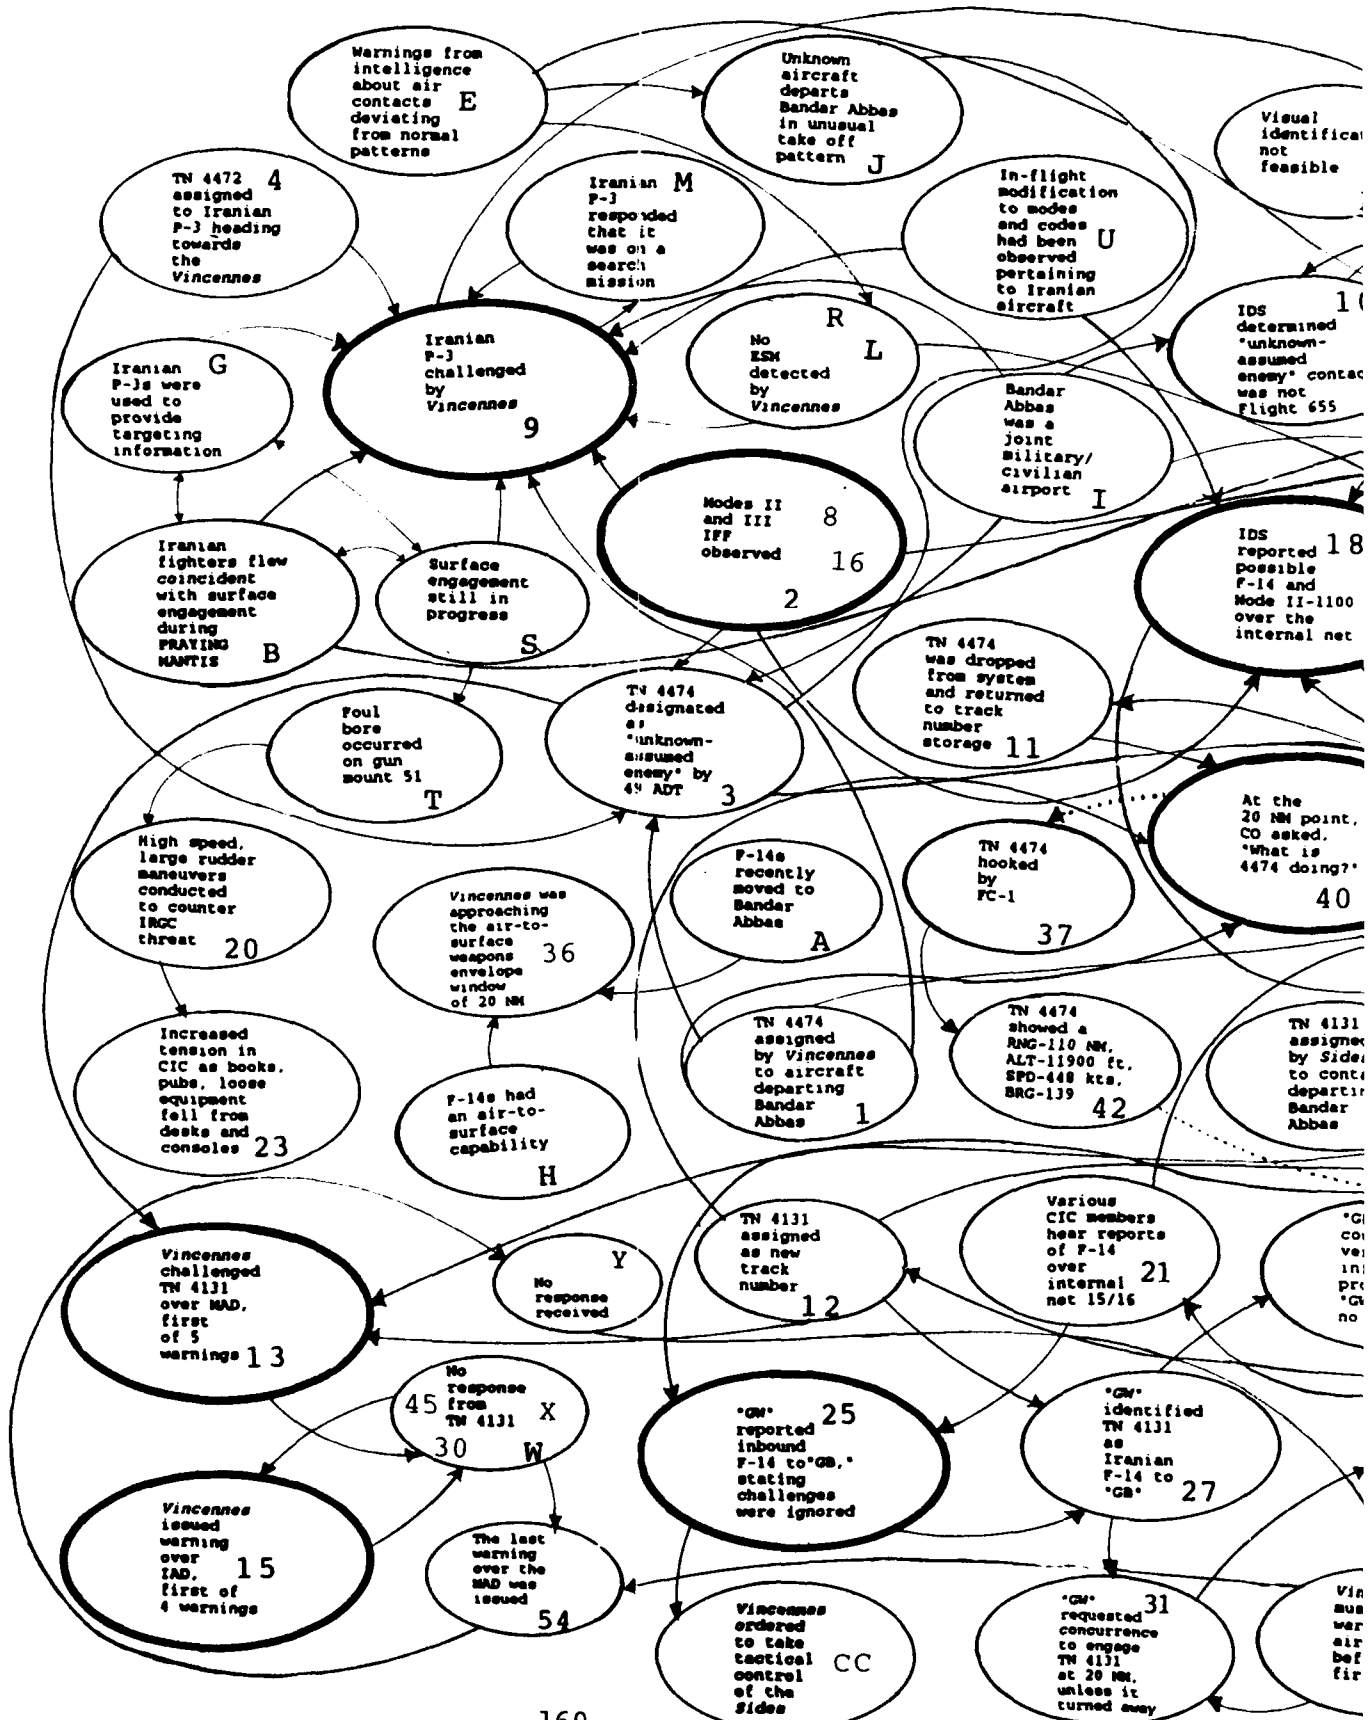 Warnings from
intelligence
about air
contacts E
deviating
from normal
patterns
Unknown
aircraft
departs
Bandar Abbas
in unusual
take off
pattern J
Visual
not
feasible
TN 4472 4
assigned
to Iranian
P-3 heading
towards
the
Vincennes
Iranian M
P-3
responded
that it
was on a
search
mission
In-flight
modification
to modes
and codes
had been U
observed
pertaining
to Iranian
aircraft
G
Iranian
P-3s were
used to
provide
targeting
information
Iranian
P-3
challenged
by
Vincennes
9
R
No L
ESM
detected
by
Vincennes
Bandar
Abbas
was a
joint
military/
civilian
airport I
IDS
determined
"unknown-
assumed
enemy"
was not
Flight 655
Iranian
fighters flew
coincident
with surface
engagement
during
PRAYING
MANTIS B
Surface
engagement
still in
progress
S
Modes II
and III 8
IFF
observed 16
2
IDS
reported 18
possible
F-14 and
Mode II-1100
over the
internal net
Foul
bore
occurred
on gun
mount 51
T
TN 4474
designated
as
"unknown-
assumed
enemy" by
49 ADT 3
TN 4474
was dropped
from system
and returned
to track
number
storage 11
At the
20 NM point,
CO asked,
"What is
4474 doing?"
40
High speed,
large rudder
maneuvers
conducted
to counter
IRGC
threat 20
Vincennes was
approaching
the air-to-
surface
weapons 36
envelope
window
of 20 NM
F-14s
recently
moved to
Bandar
Abbas
A
TN 4474
hooked
by
FC-1
37
Increased
tension in
CIC as books,
pubs, loose
equipment
fell from
desks and
consoles 23
F-14s had
an air-to-
surface
capability
H
TN 4474
assigned
by Vincennes
to aircraft
departing
Bandar
Abbas 1
TN 4474
showed a
RNG-110 NM,
ALT-11900 ft,
SPD-448 kts,
BRG-139
42
TN 4131
by
to
Bandar
Abbas
Vincennes
challenged
TN 4131
over MAD,
first
of 5
warnings 13
Y
No
response
received
TN 4131
assigned
as new
track
number
12
Various
CIC members
hear reports
of F-14
over
internal 21
net 15/16
no
No
response
45 from X
TN 4131
30 W
"GW" 25
reported
inbound
F-14 to "GB,"
stating
challenges
were ignored
"GW"
identified
TN 4131
as
Iranian
F-14 to
"GB" 27
Vincennes
issued
warning
over 15
IAD,
first of
4 warnings
The last
warning
over the
MAD was
issued
54
Vincennes
ordered
to take
tactical
control CC
of the
Sides
"GW" 31
requested
concurrence
to engage
TN 4131
at 20 NM,
unless it
turned away
160